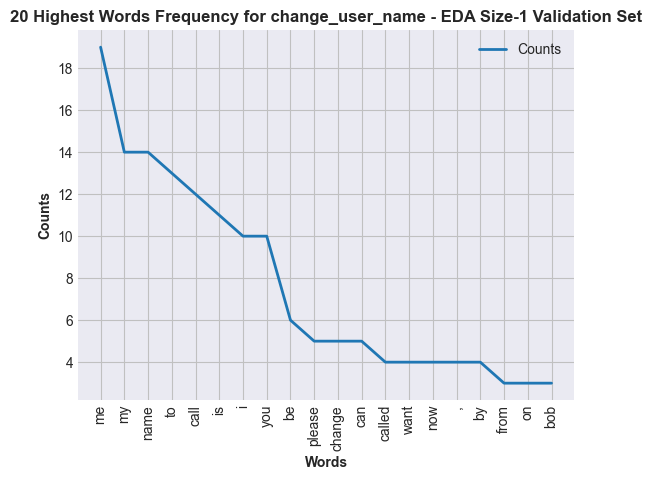 20 Highest Words Frequency for change_user_name - EDA Size-1 Validation Set
Counts
18
16
14
12
10
8
6
4
Counts
me
my
name
to
call
is
i
you
be
please
change
can
called
want
now
,
by
from
on
bob
Words